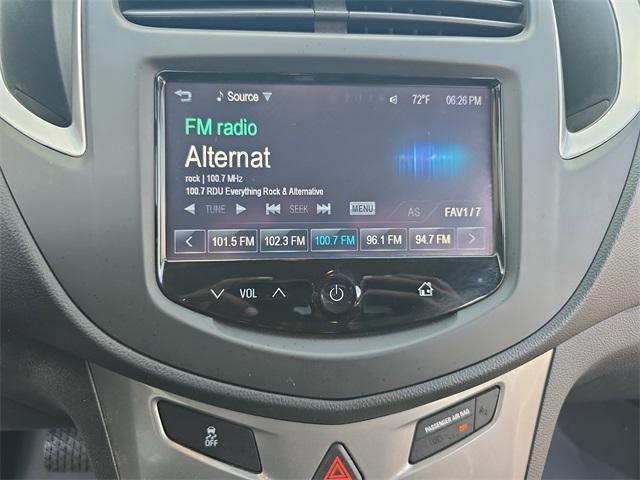 Source 72°F 06:26 PM
FM radio
Alternat
rock | 100.7 MHz
100.7 RDU Everything Rock & Alternative
TUNE SEEK MENU AS FAV1 / 7
101.5 FM 102.3 FM 100.7 FM 96.1 FM 94.7 FM
VOL
PASSENGER AIR BAG
OFF